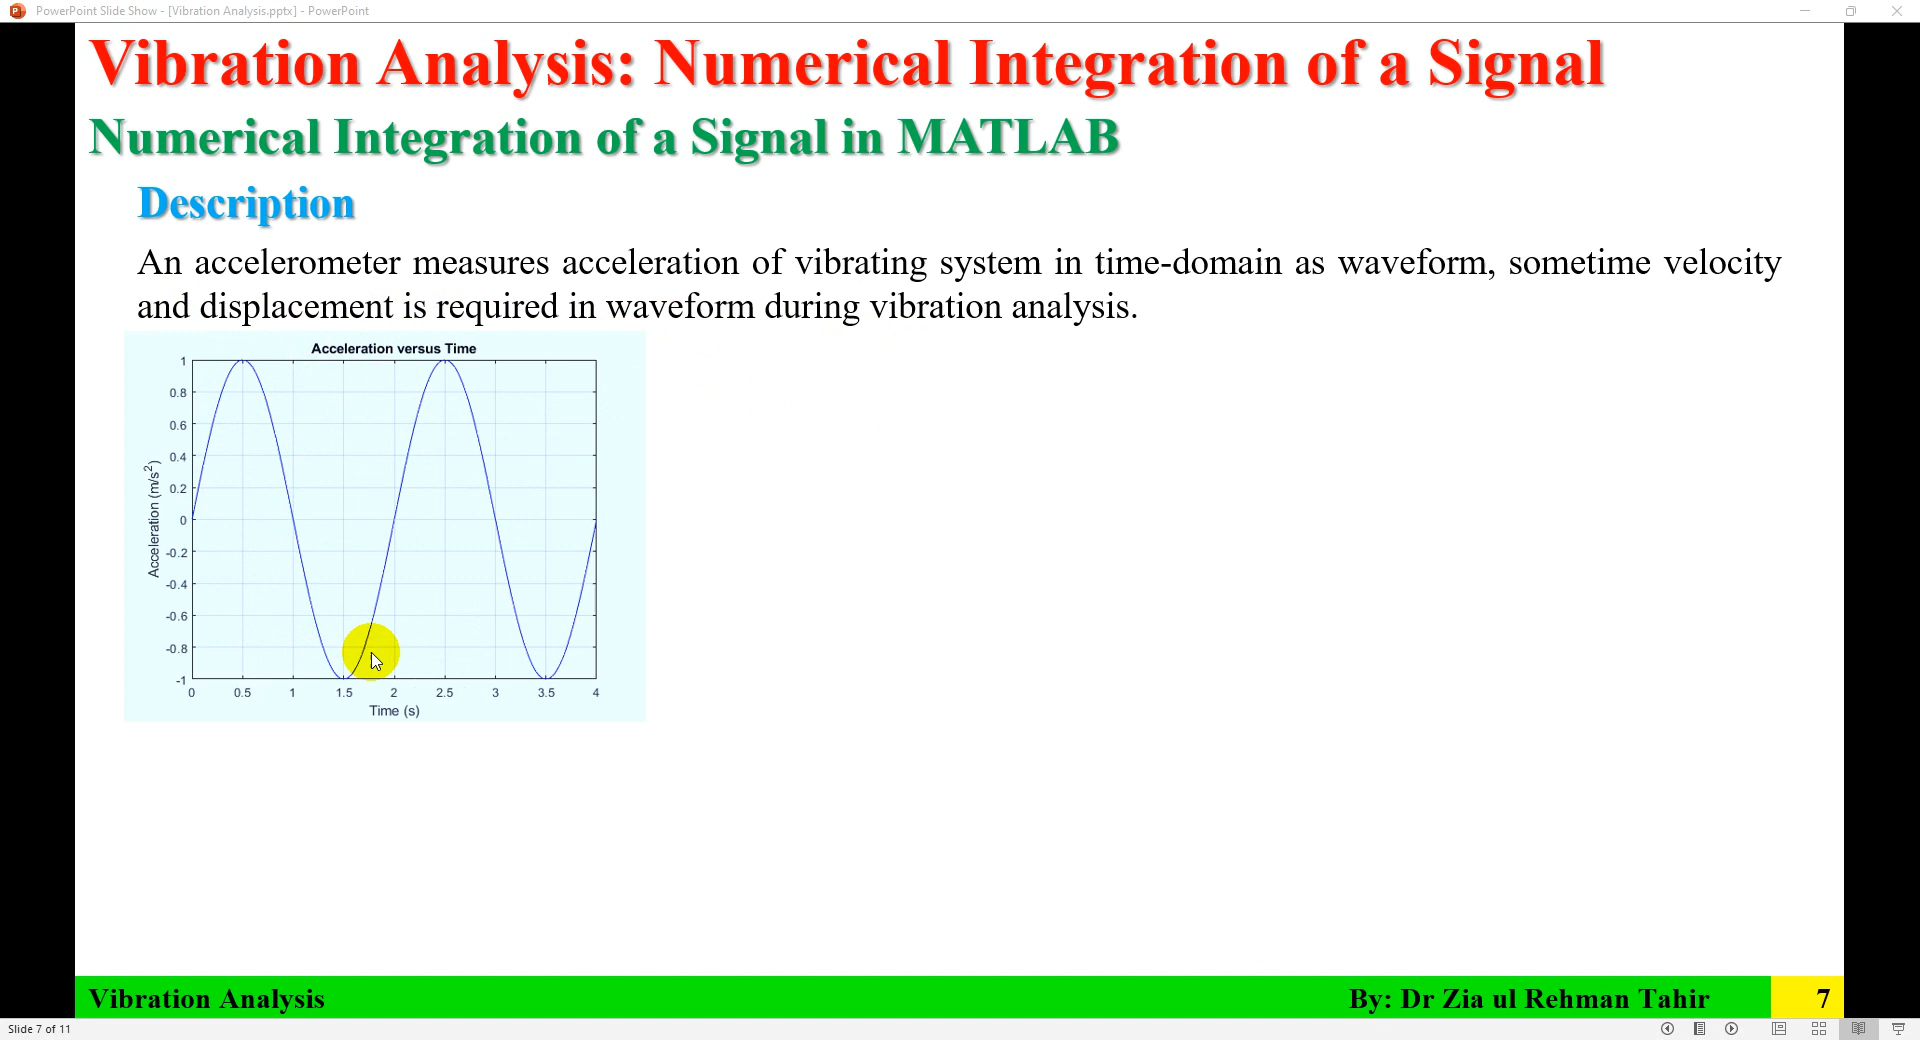 PowerPoint Slide Show - [Vibration Analysis.pptx] - PowerPoint
Vibration Analysis: Numerical Integration of a Signal
Numerical Integration of a Signal in MATLAB
Description
An accelerometer measures acceleration of vibrating system in time-domain as waveform, sometime velocity
and displacement is required in waveform during vibration analysis.
Acceleration versus Time
1
0.8
0.6
0.4
0.2
0
-0.2
-0.4
-0.6
-0.8
-1
Acceleration (m/s²)
0 0.5 1 1.5 2 2.5 3 3.5 4
Time (s)
Vibration Analysis By: Dr Zia ul Rehman Tahir 7
Slide 7 of 11